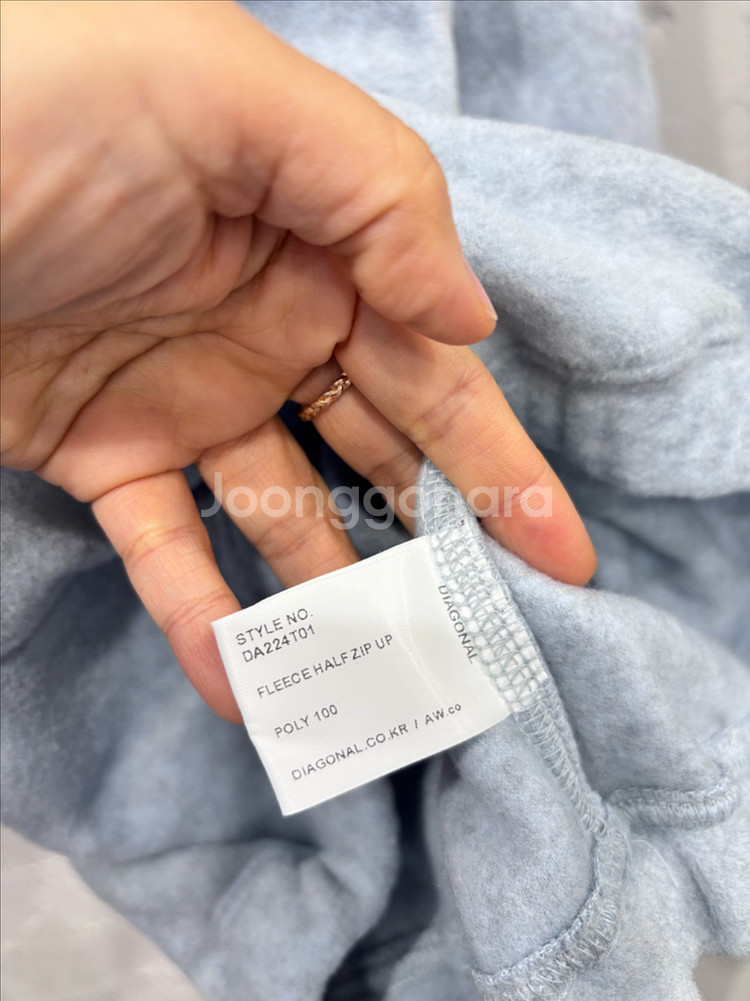 Joonggonara
STYLE NO.
DA224T01
FLEECE HALF ZIP UP
POLY 100
DIAGONAL.CO.KR / AW.co
DIAGONAL